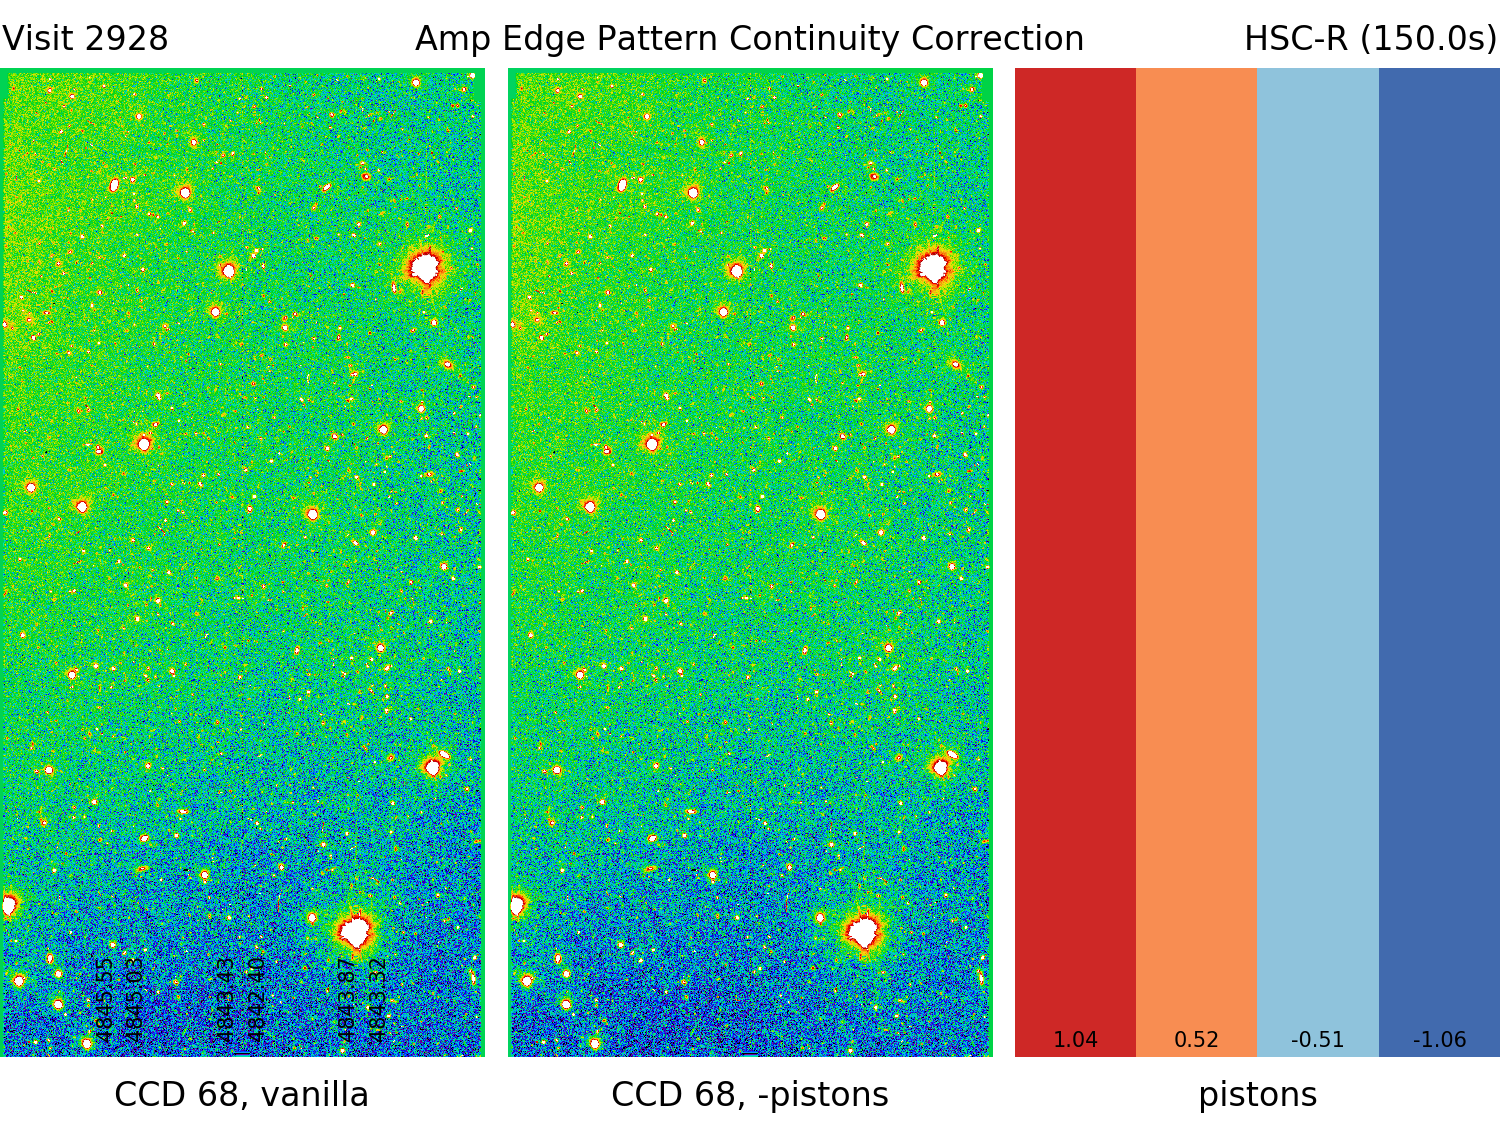 Visit 2928
Amp Edge Pattern Continuity Correction
HSC-R (150.0s)
4845.55
4845.03
4843.43
4842.40
4843.87
4843.32
1.04
0.52
-0.51
-1.06
CCD 68, vanilla
CCD 68, -pistons
pistons